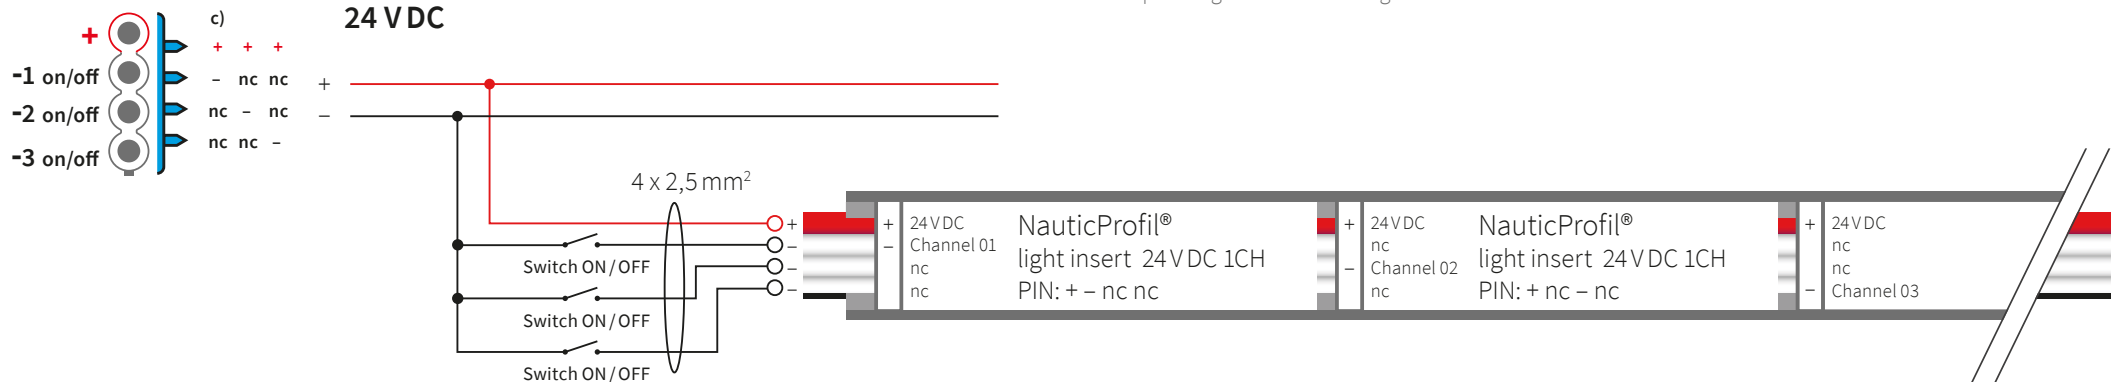 c)
24 V DC
+
+ + +
-1 on/off
– nc nc
+
-2 on/off
nc – nc
–
-3 on/off
nc nc –
4 x 2,5 mm²
+
–
–
–
Switch ON / OFF
Switch ON / OFF
Switch ON / OFF
+
–
24 V DC
Channel 01
nc
nc
NauticProfil®
light insert 24 V DC 1CH
PIN: + – nc nc
+
–
24 V DC
nc
Channel 02
nc
NauticProfil®
light insert 24 V DC 1CH
PIN: + nc – nc
+
–
24 V DC
nc
nc
Channel 03